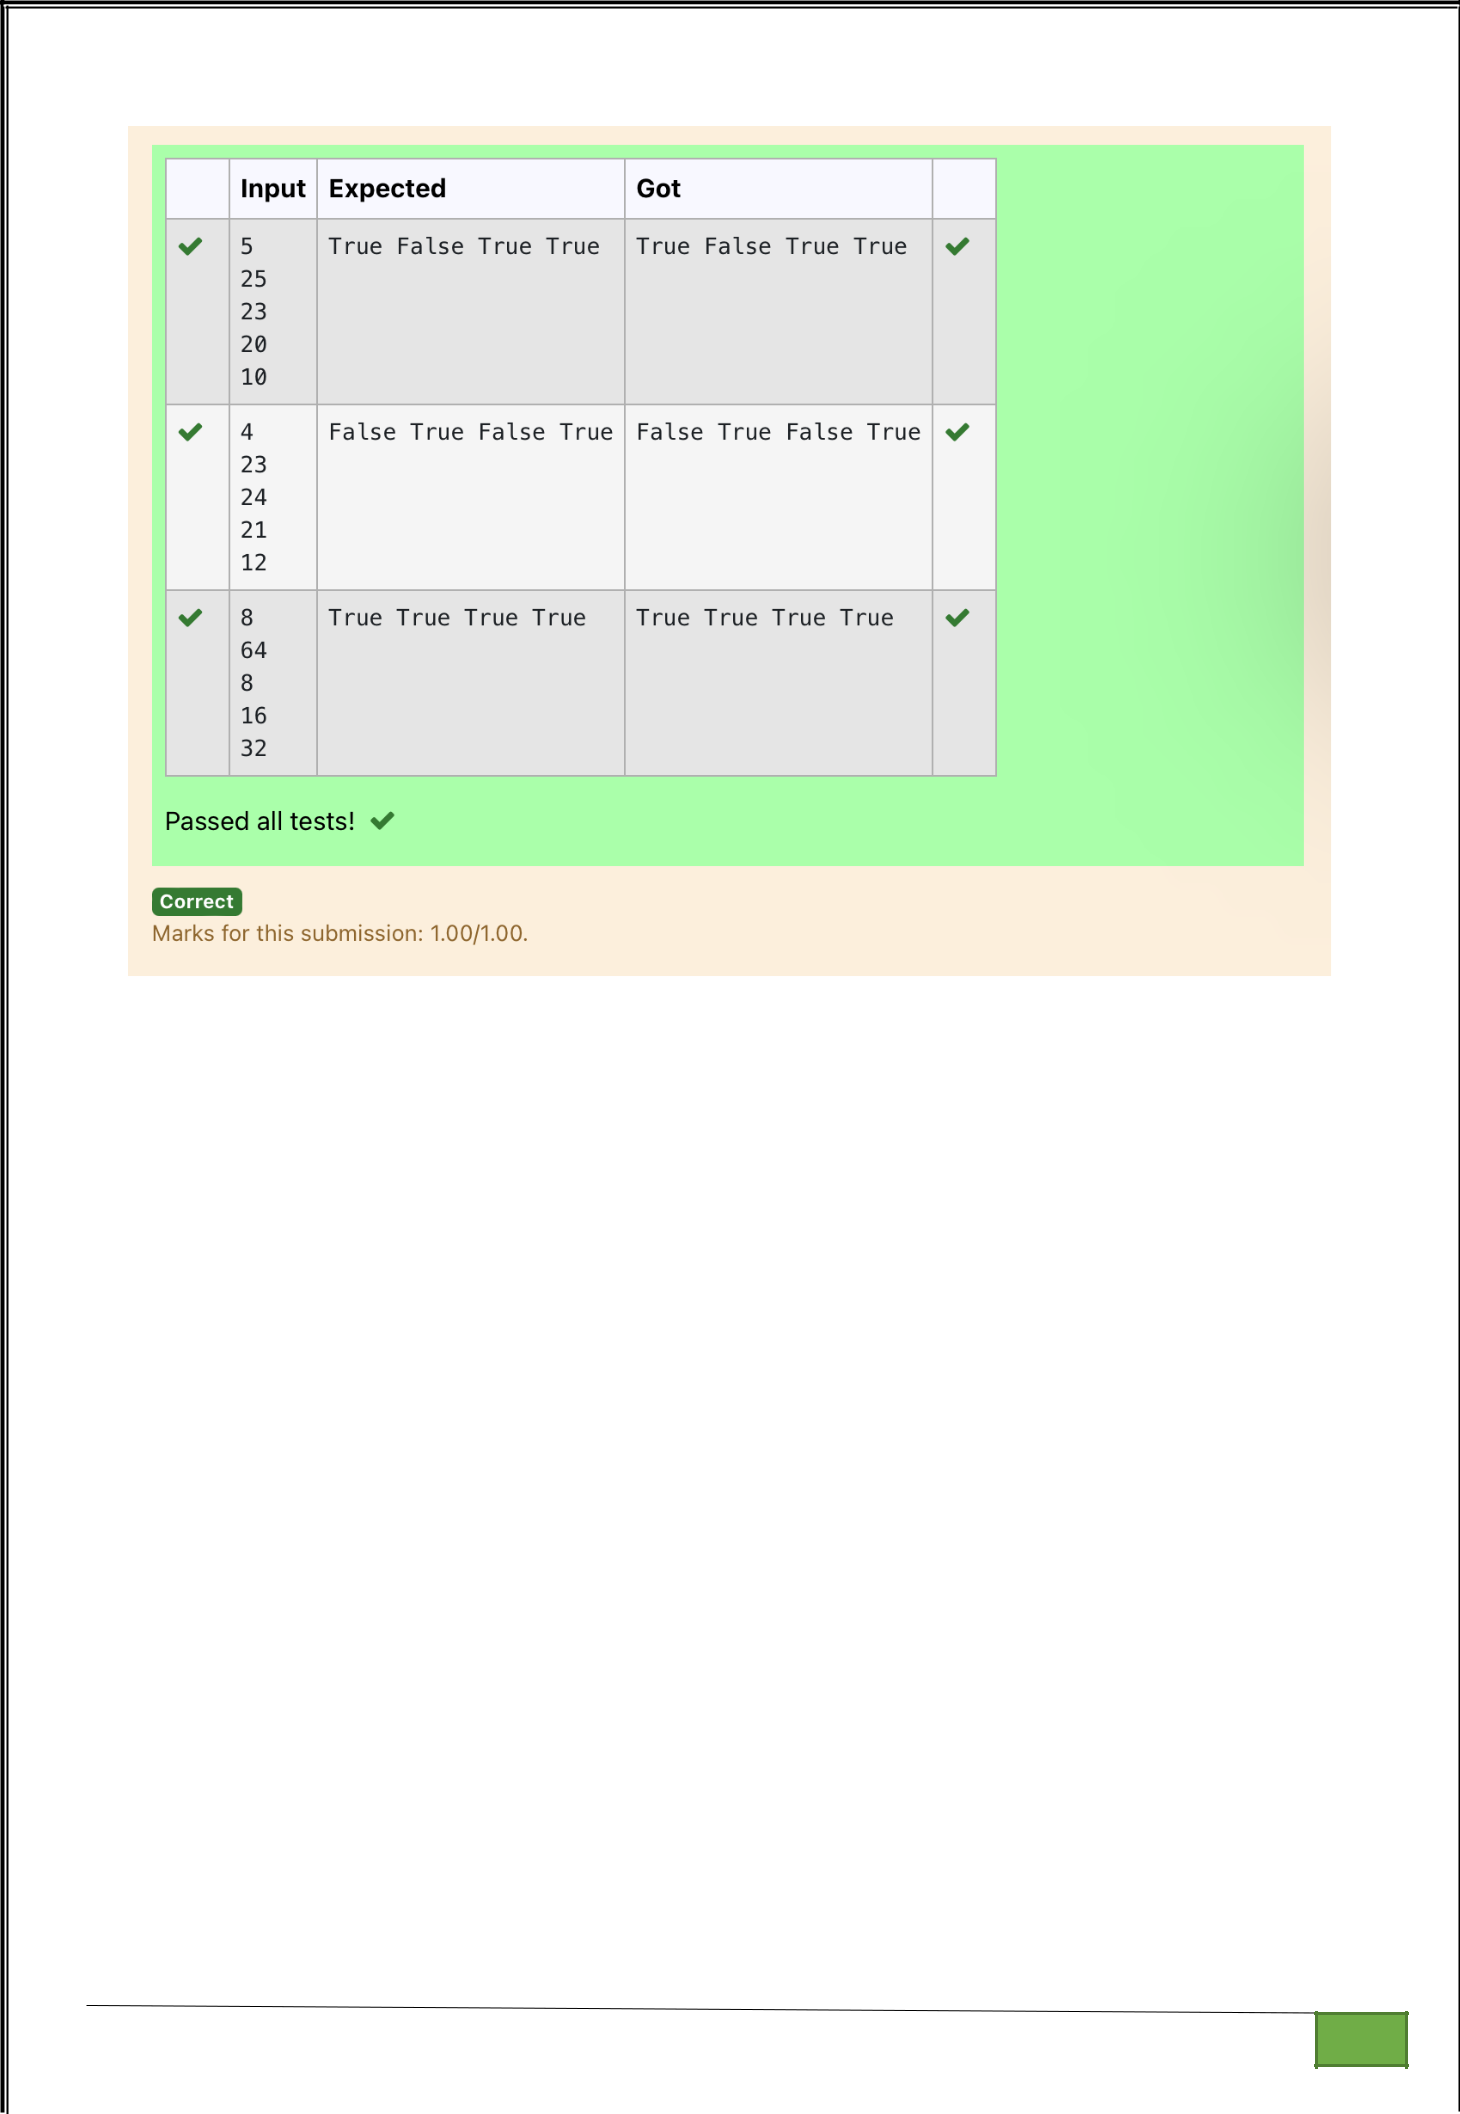 Input Expected Got
5 True False True True True False True True
25
23
20
10
4 False True False True False True False True
23
24
21
12
8 True True True True True True True True
64
8
16
32
Passed all tests!
Correct
Marks for this submission: 1.00/1.00.